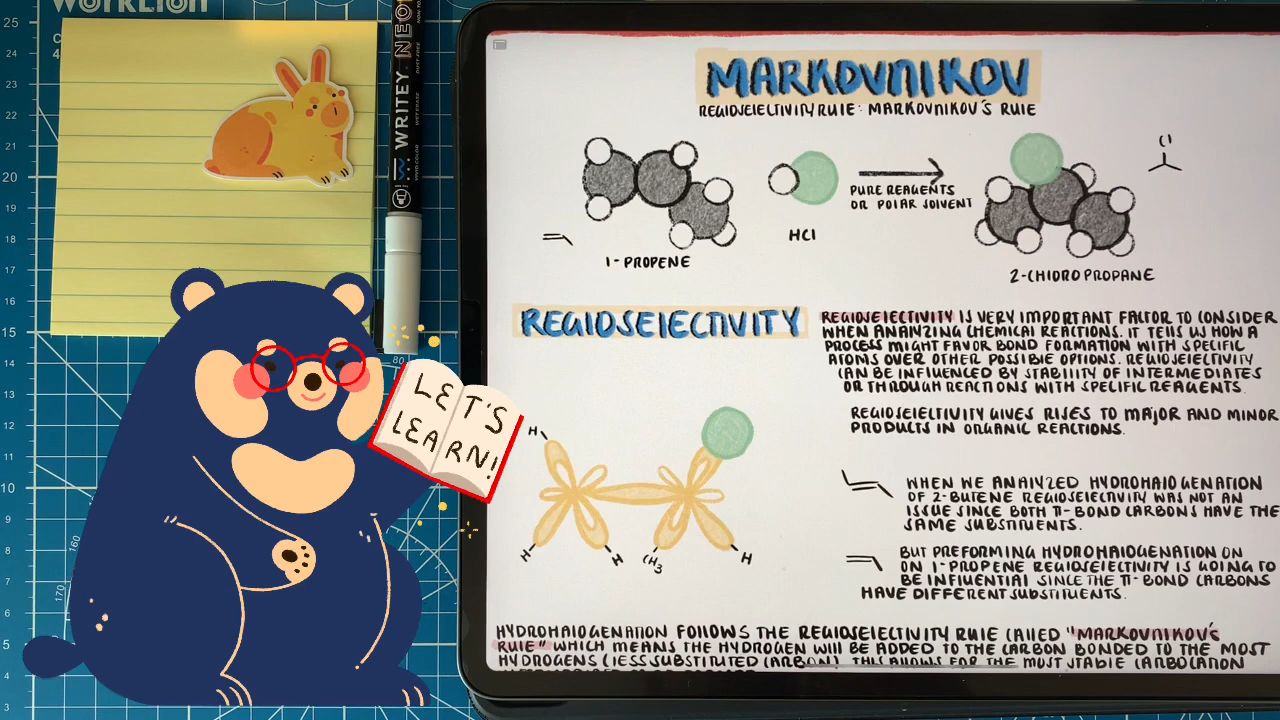 WORKLION
WRITEY NEO
VIVID COLOR
WET ERASE
DUST-FREE
25
24
23
22
21
20
19
18
17
16
15
14
13
12
11
10
9
8
7
6
5
4
3
80
160
170
LET'S
LEARN!
MARKOVNIKOV
REGIOSELECTIVITY RULE: MARKOVNIKOV'S RULE
Cl
PURE REAGENTS
OR POLAR SOLVENT
HCl
1-PROPENE
2-CHLORO PROPANE
REGIOSELECTIVITY
REGIOSELECTIVITY IS VERY IMPORTANT FACTOR TO CONSIDER
WHEN ANALYZING CHEMICAL REACTIONS. IT TELLS US HOW A
PROCESS MIGHT FAVOR BOND FORMATION WITH SPECIFIC
ATOMS OVER OTHER POSSIBLE OPTIONS. REGIOSELECTIVITY
CAN BE INFLUENCED BY STABILITY OF INTERMEDIATES
OR THROUGH REACTIONS WITH SPECIFIC REAGENTS.
REGIOSELECTIVITY GIVES RISES TO MAJOR AND MINOR
PRODUCTS IN ORGANIC REACTIONS.
H
H
H
CH3
H
WHEN WE ANALYZED HYDROHALOGENATION
OF 2-BUTENE REGIOSELECTIVITY WAS NOT AN
ISSUE SINCE BOTH π-BOND CARBONS HAVE THE
SAME SUBSTITUENTS.
BUT PREFORMING HYDROHALOGENATION ON
ON 1-PROPENE REGIOSELECTIVITY IS GOING TO
BE INFLUENTIAL SINCE THE π-BOND CARBONS
HAVE DIFFERENT SUBSTITUENTS.
HYDROHALOGENATION FOLLOWS THE REGIOSELECTIVITY RULE CALLED "MARKOVNIKOV'S
RULE" WHICH MEANS THE HYDROGEN WILL BE ADDED TO THE CARBON BONDED TO THE MOST
HYDROGENS (LESS SUBSTITUTED CARBON). THIS ALLOWS FOR THE MOST STABLE CARBOCATION